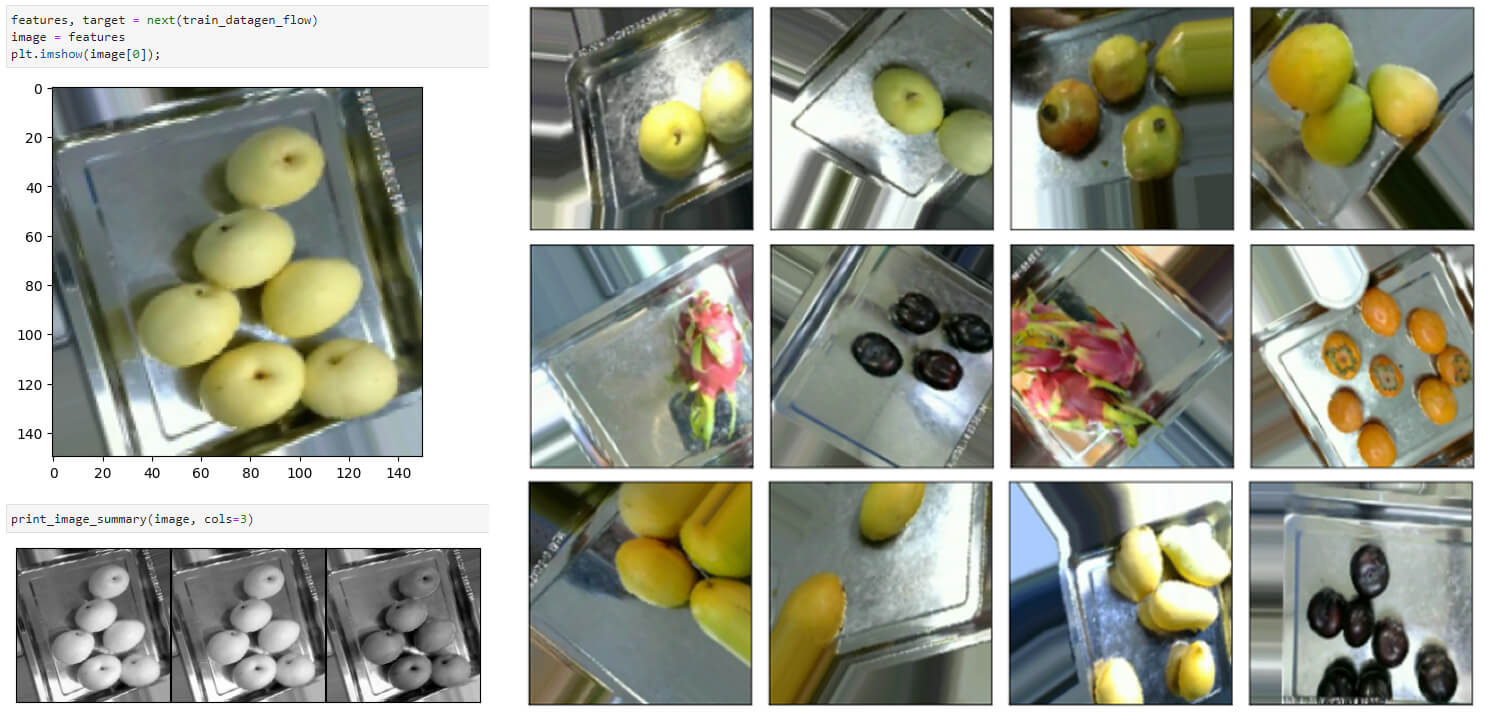 features, target = next(train_datagen_flow)
image = features
plt.imshow(image[0]);
0
20
40
60
80
100
120
140
0 20 40 60 80 100 120 140
print_image_summary(image, cols=3)